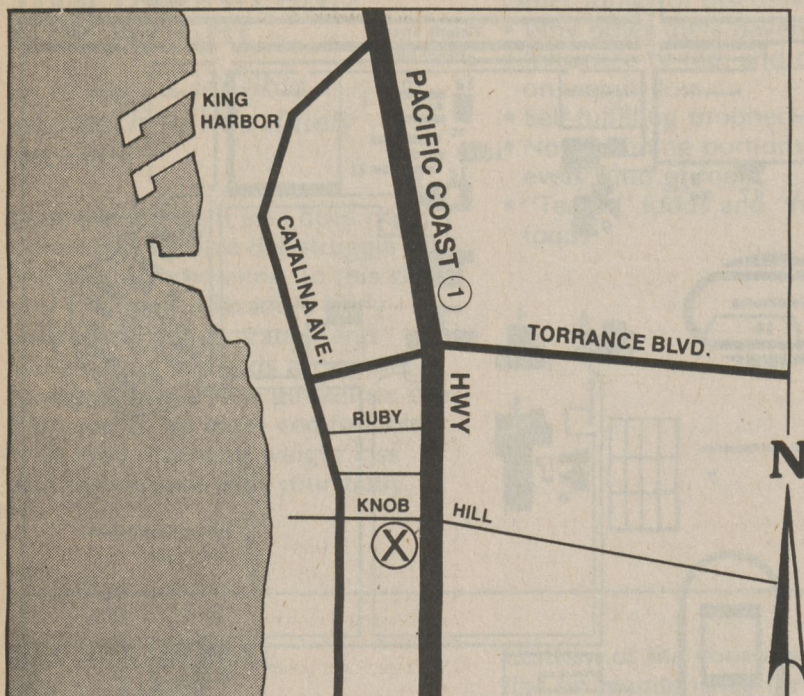 KING
HARBOR
PACIFIC COAST 1
HWY
CATALINA AVE.
TORRANCE BLVD.
RUBY
N
KNOB
HILL
X